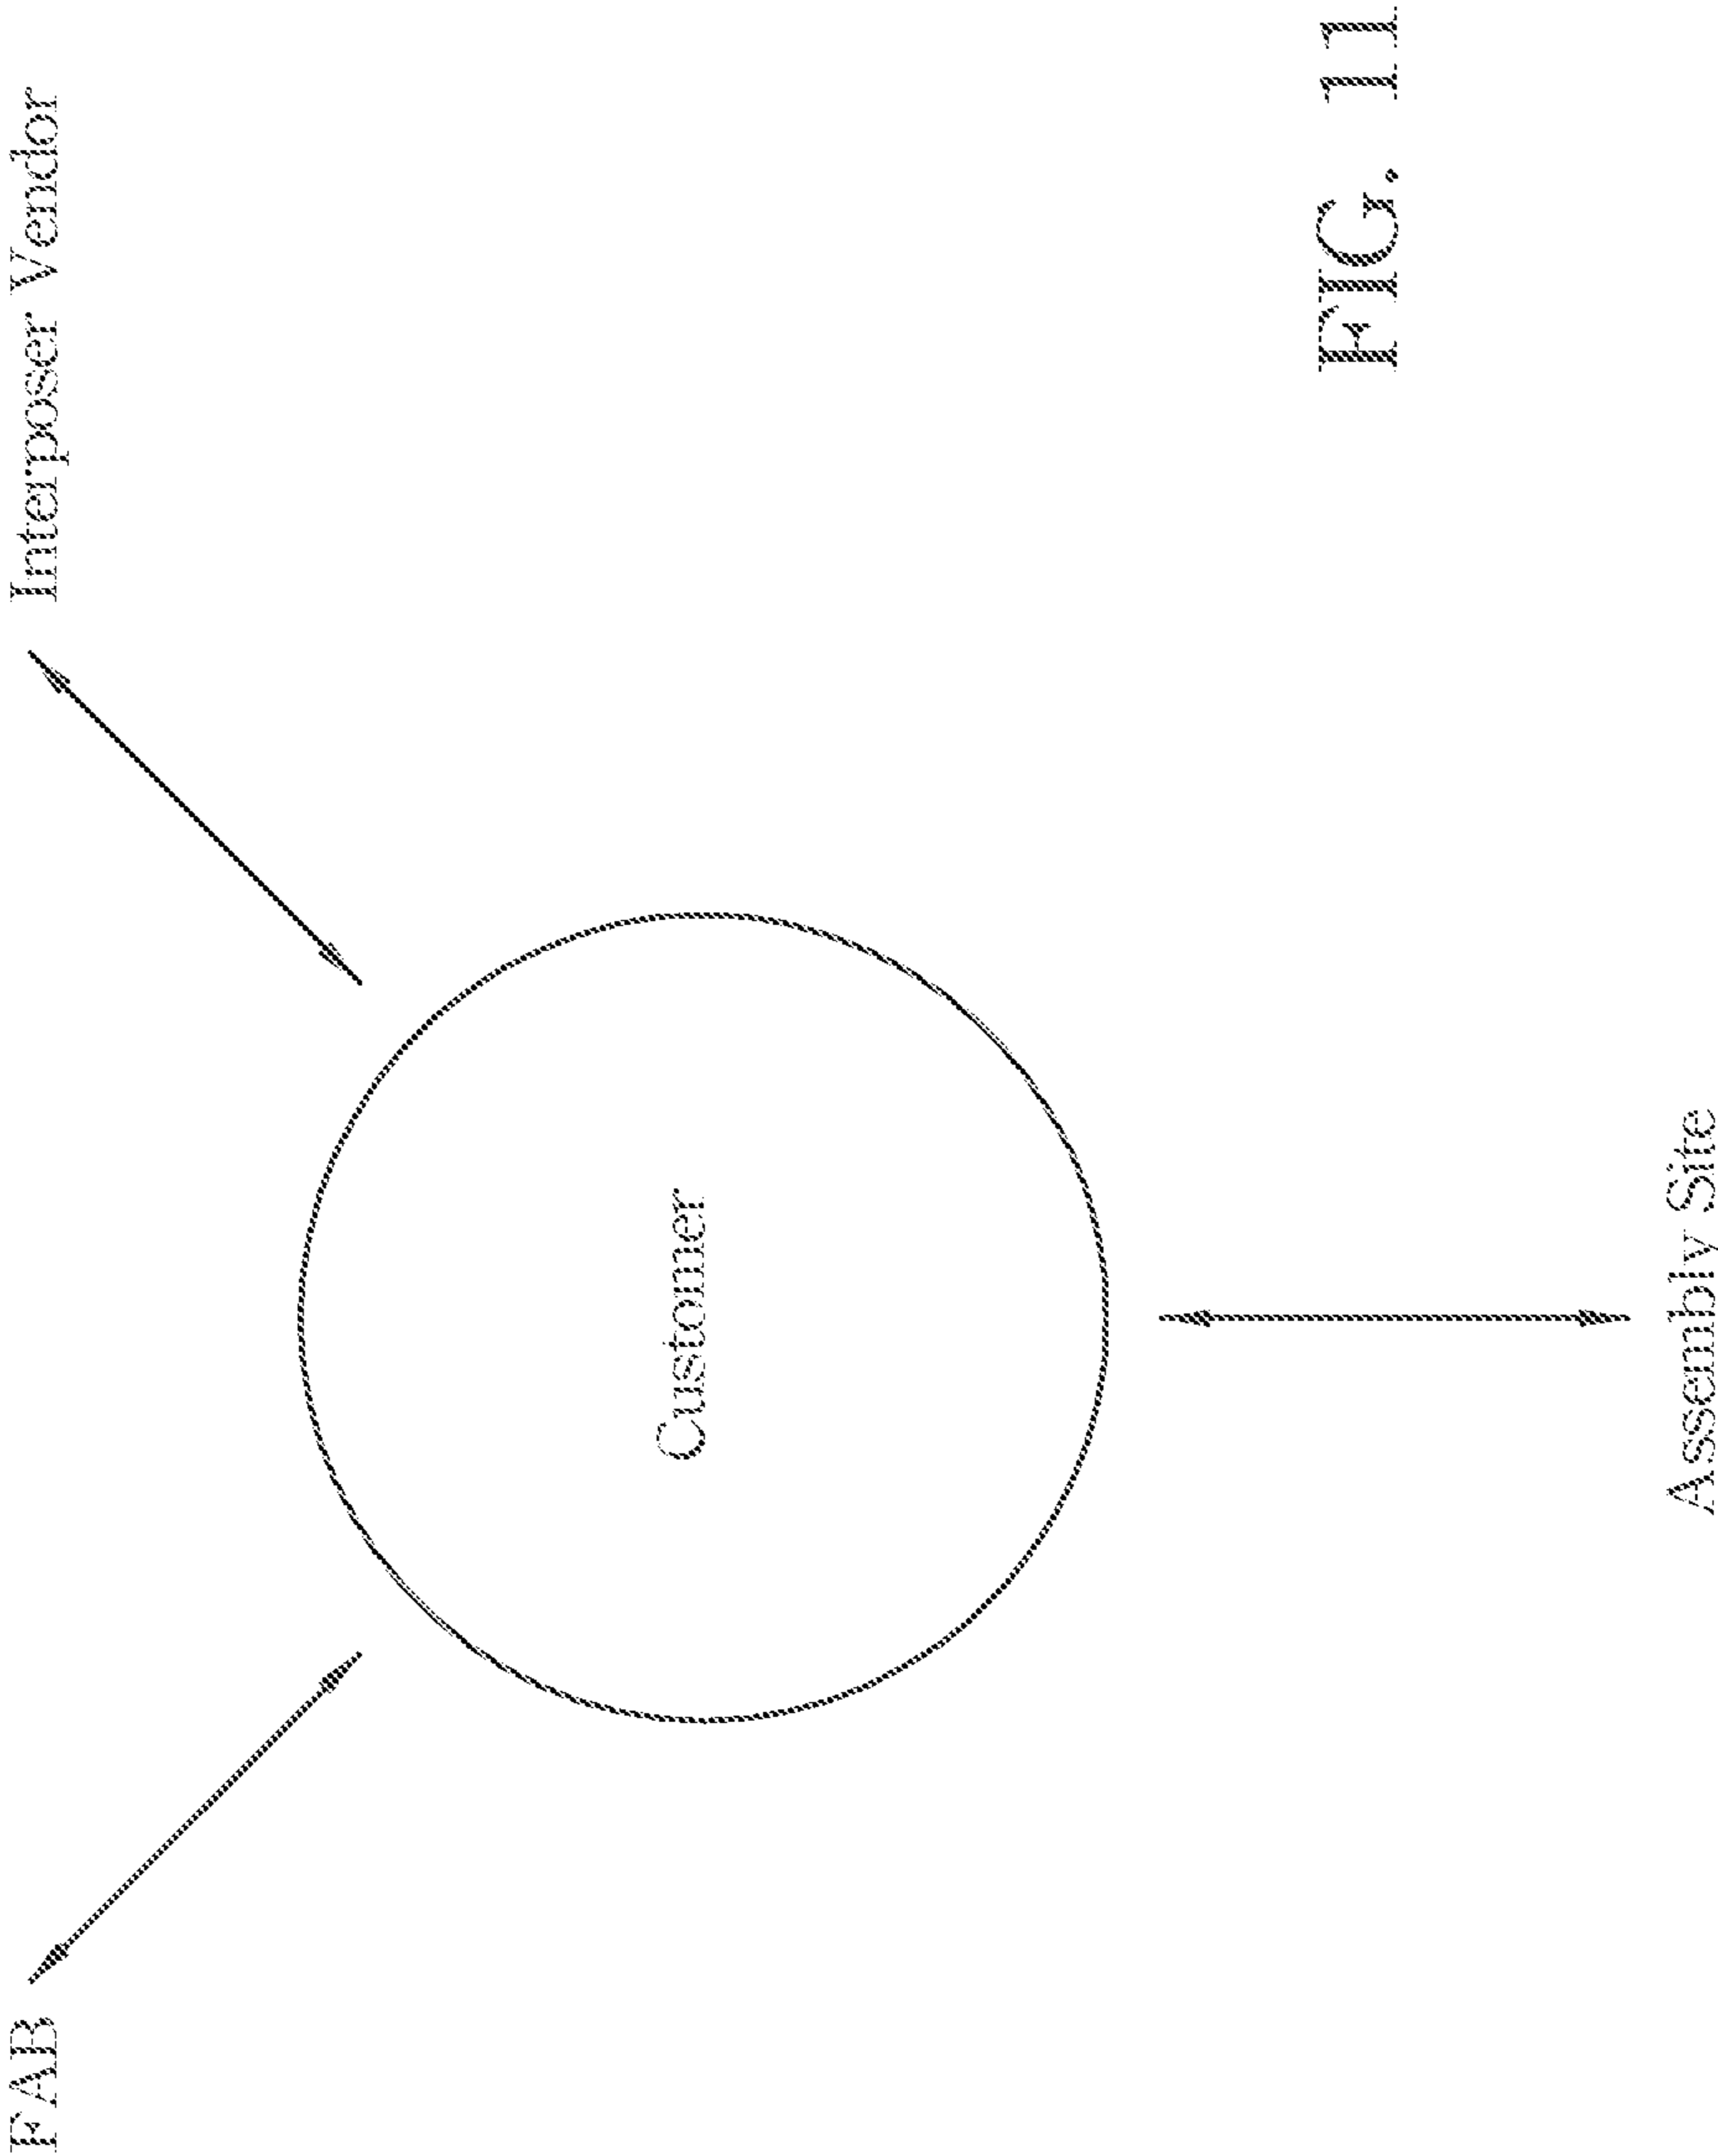 FAB
Interposer Vendor
Customer
Assembly Site
FIG. 11